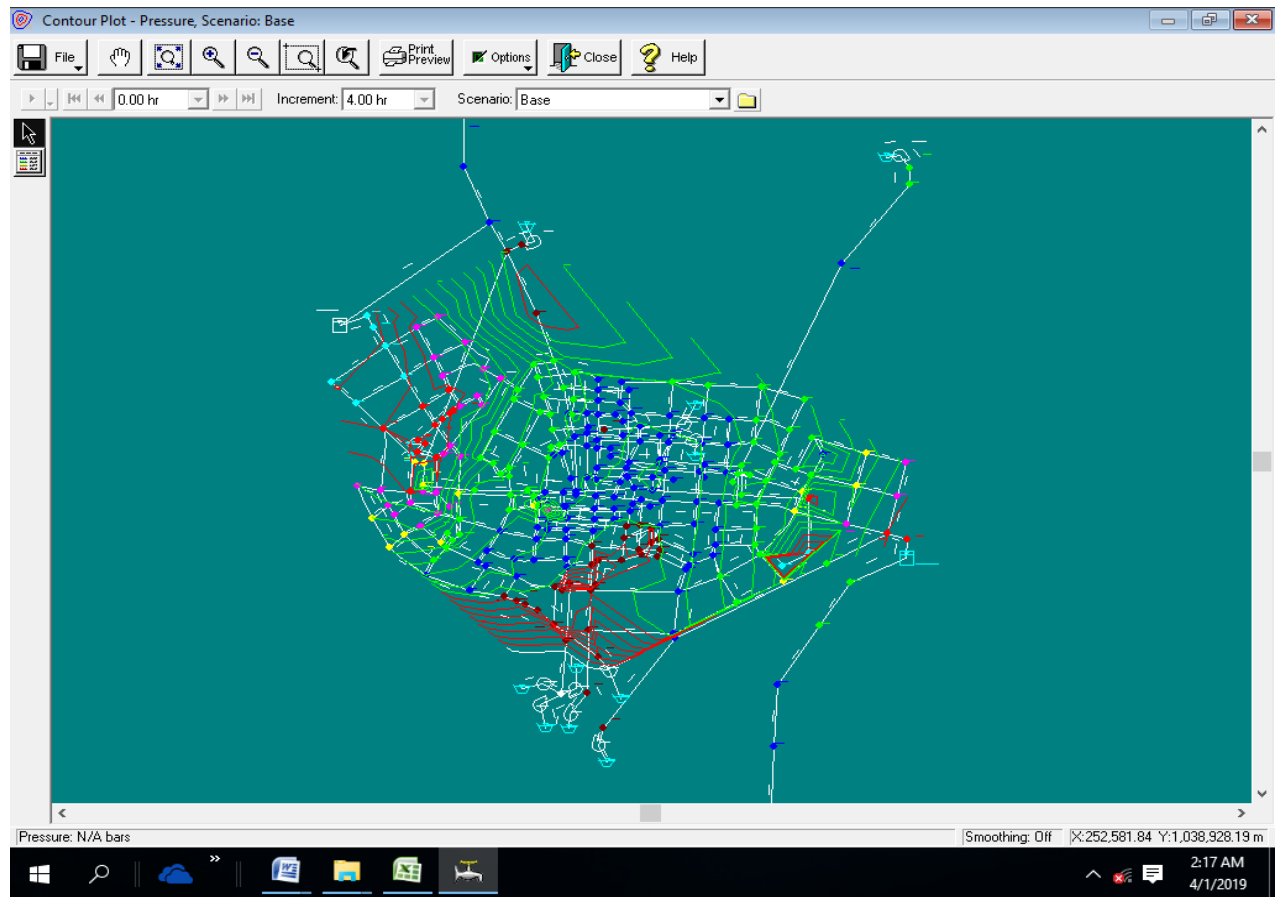 Contour Plot - Pressure, Scenario: Base
File Print Preview Options Close Help
0.00 hr Increment: 4.00 hr Scenario: Base
Pressure: N/A bars Smoothing: Off X:252,581.84 Y:1,038,928.19 m
2:17 AM
4/1/2019